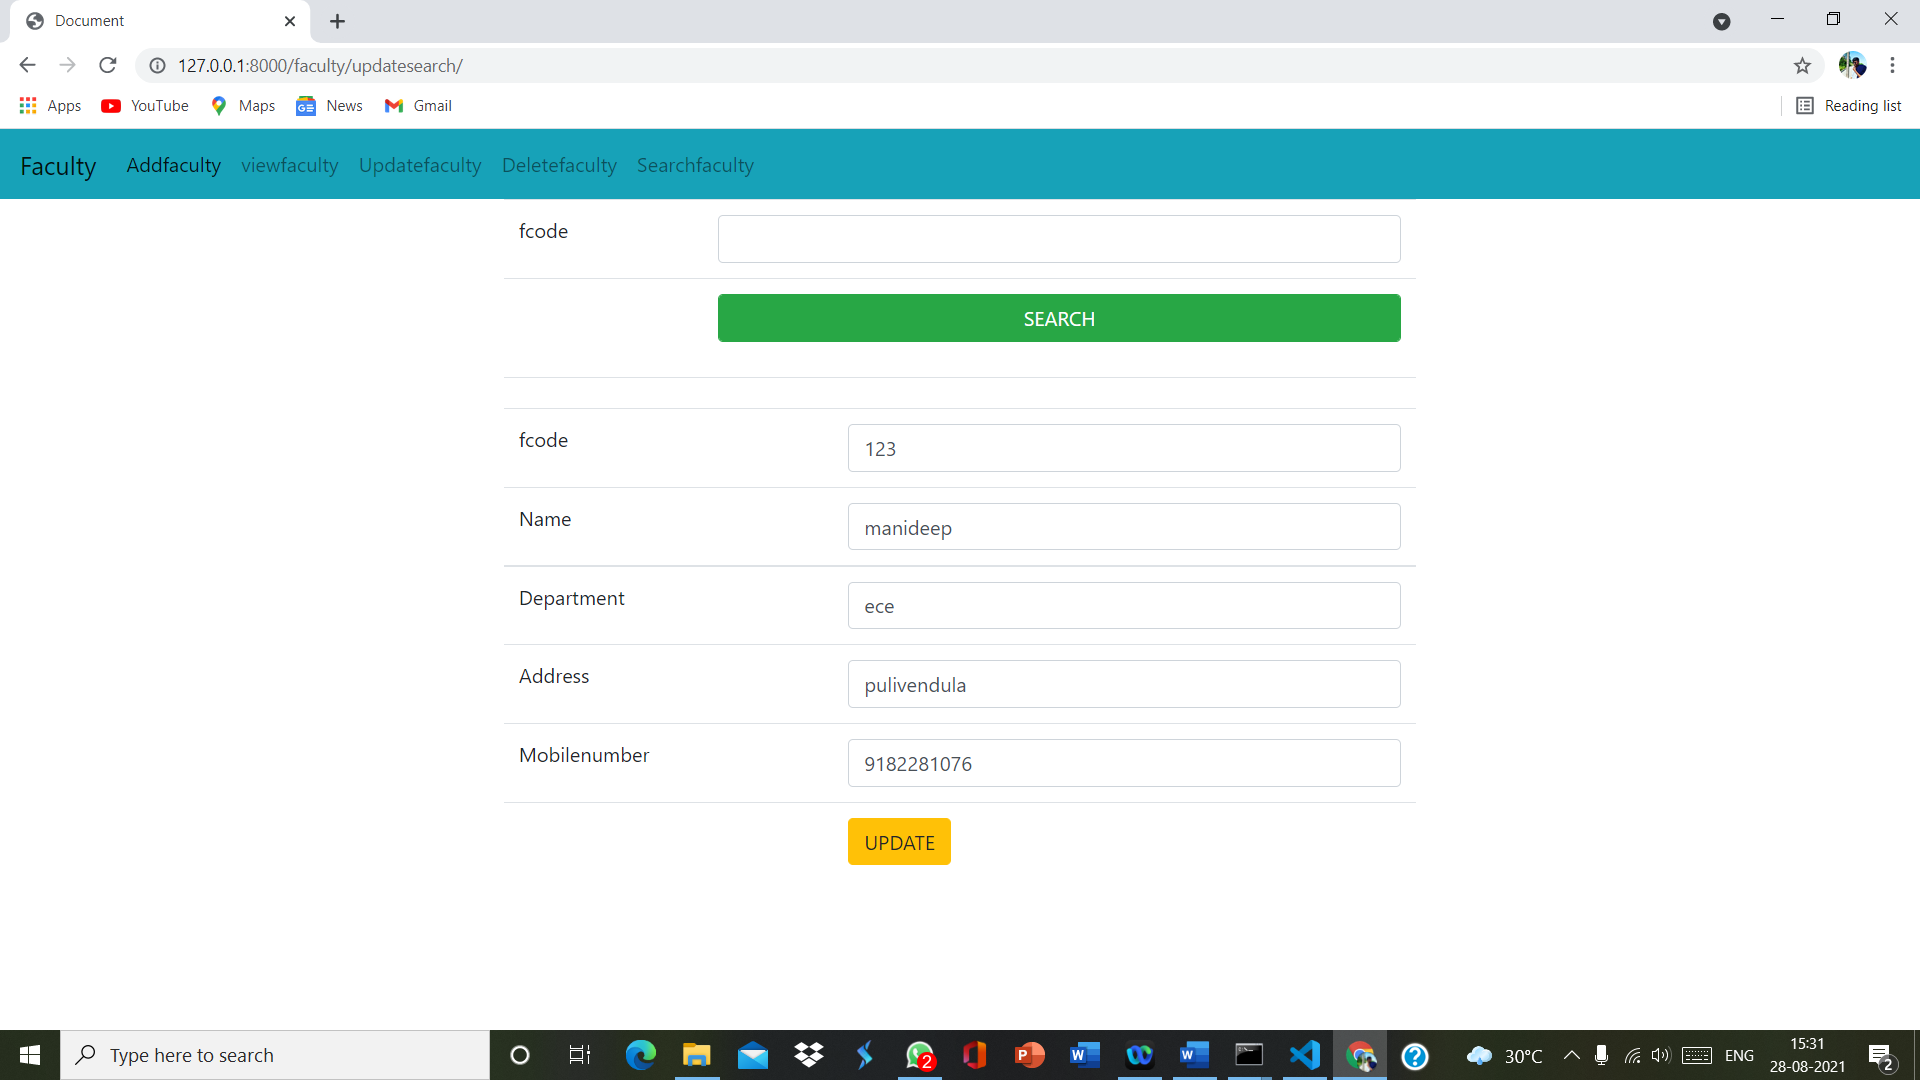 Document
127.0.0.1:8000/faculty/updatesearch/
Apps YouTube Maps News Gmail Reading list
Faculty Addfaculty viewfaculty Updatefaculty Deletefaculty Searchfaculty
fcode
SEARCH
fcode 123
Name manideep
Department ece
Address pulivendula
Mobilenumber 9182281076
UPDATE
Type here to search 2 30°C ENG 15:31
28-08-2021 2